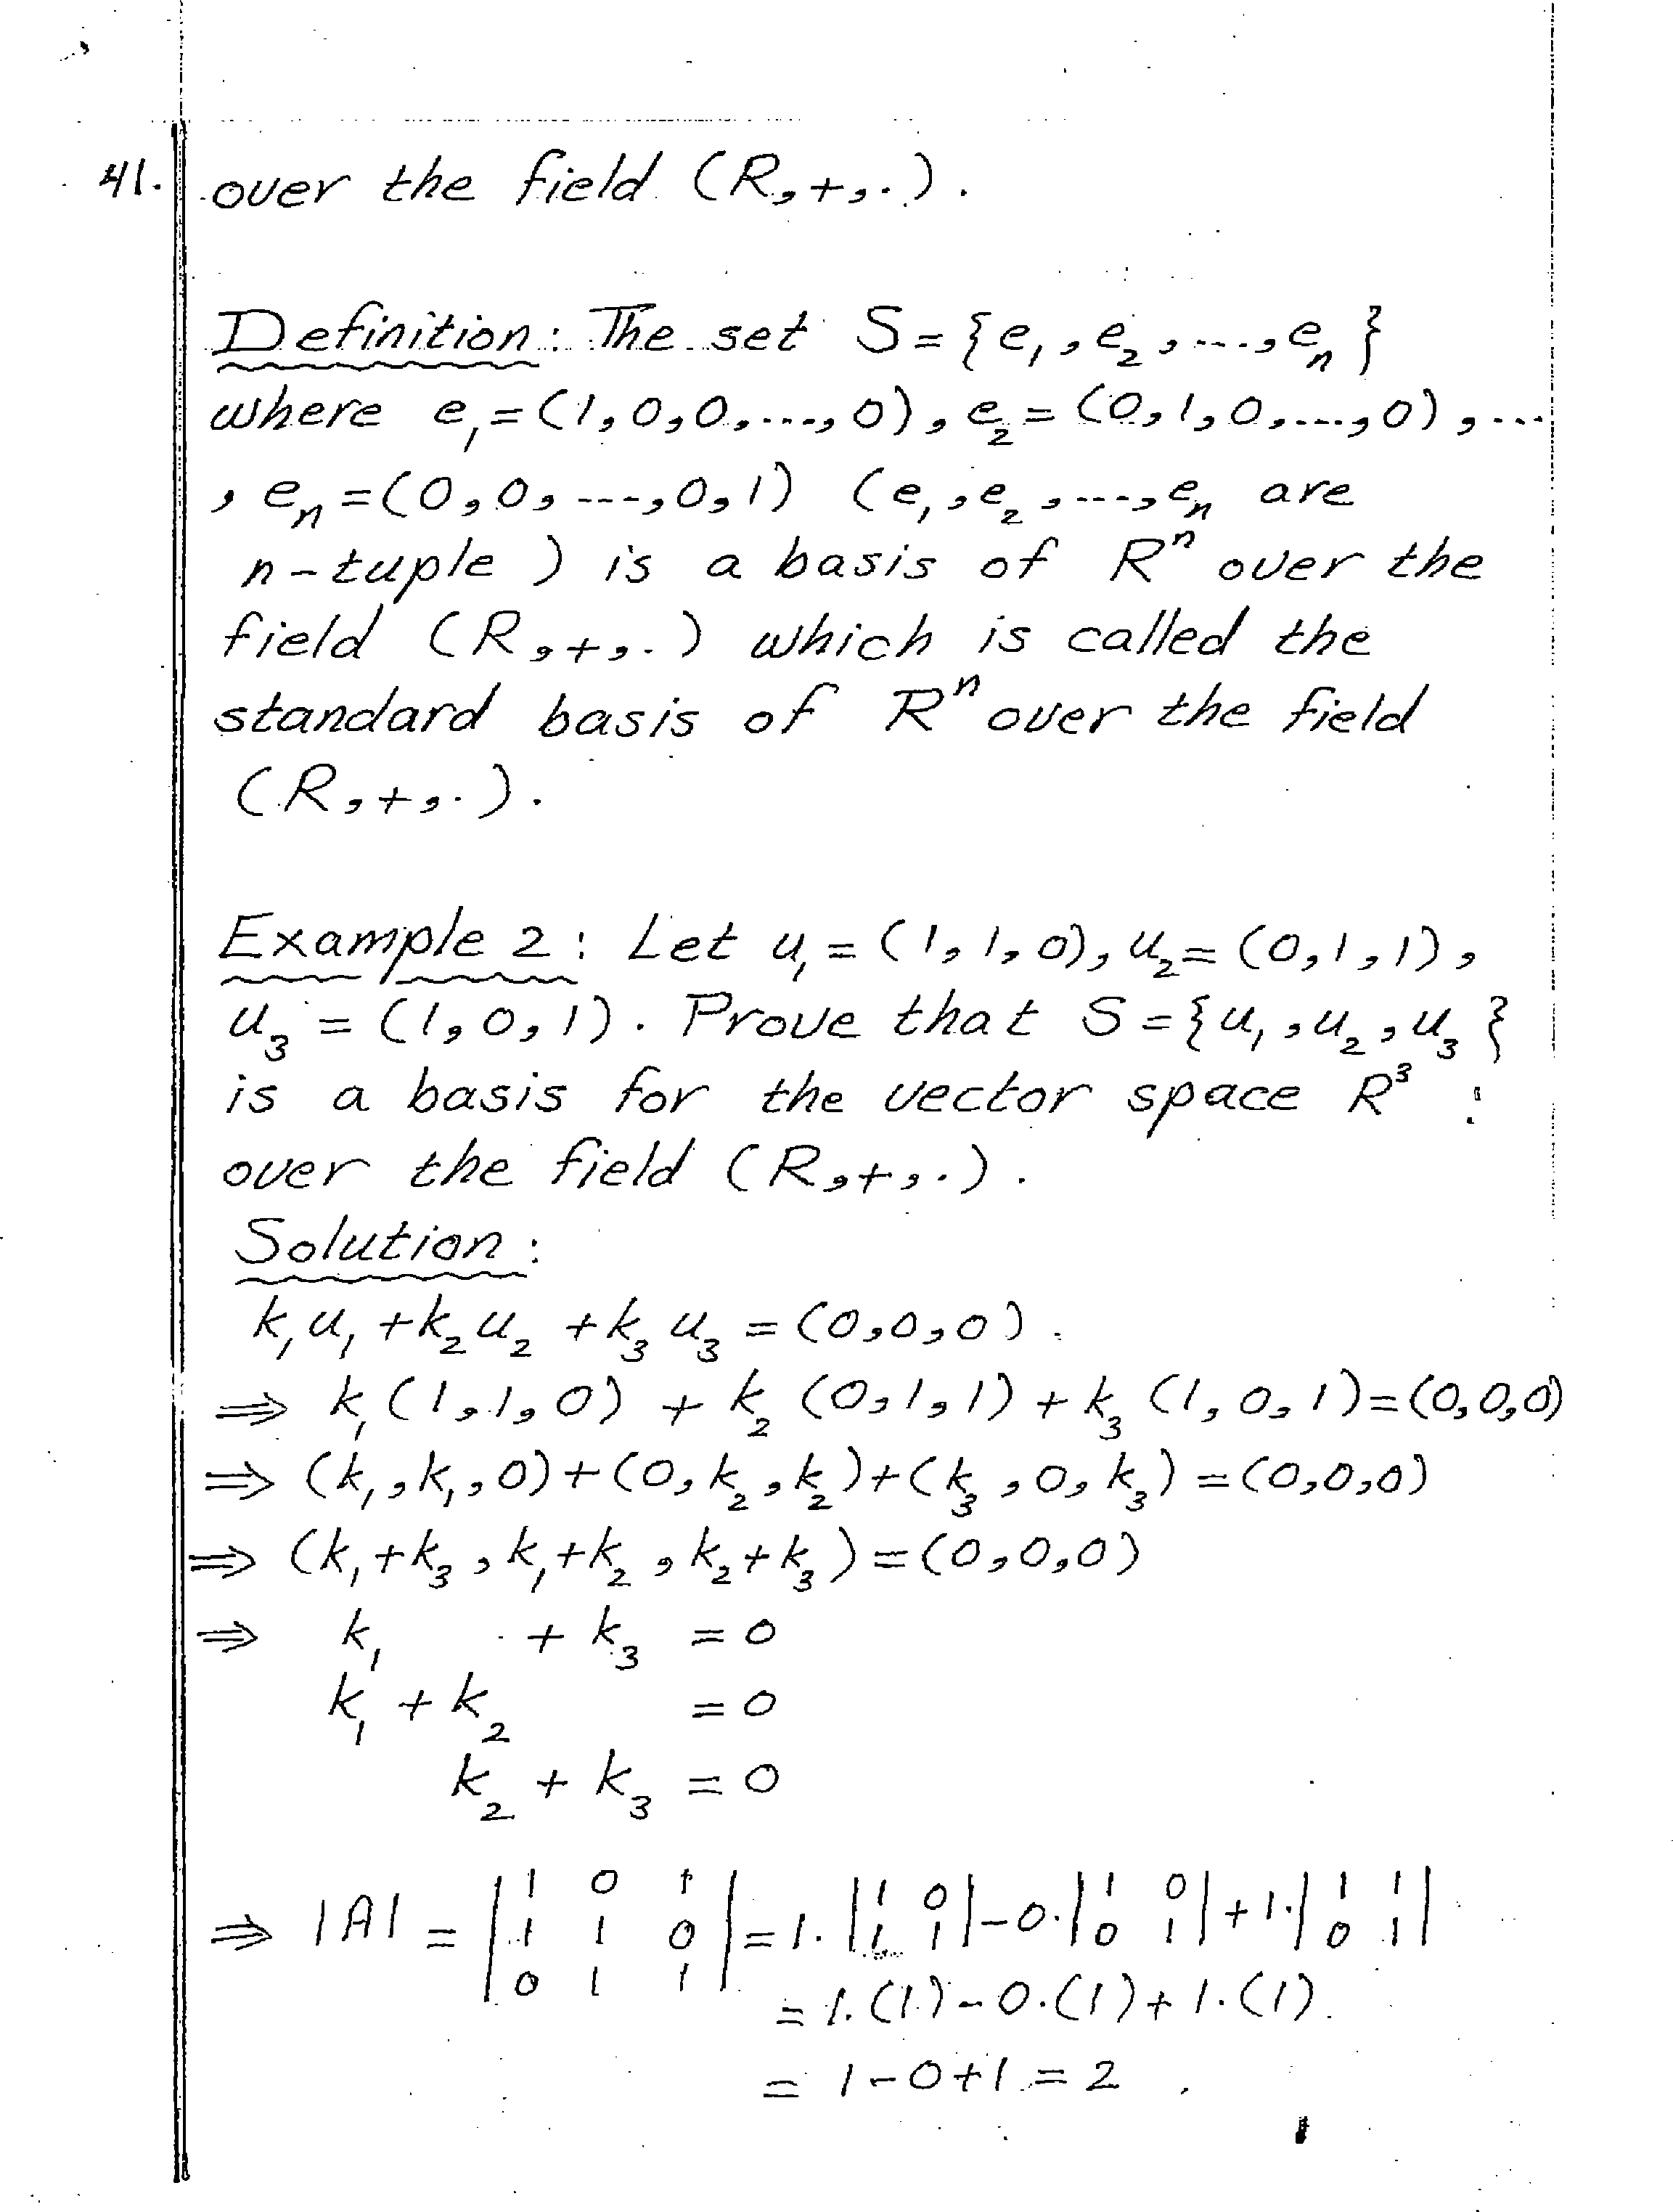 41. over the field (R,+,.).
Definition: The set S={e₁,e₂,...,eₙ}
where e₁=(1,0,0,...,0), e₂=(0,1,0,...,0),...
, eₙ=(0,0,...,0,1) (e₁,e₂,...,eₙ are
n-tuple) is a basis of Rⁿ over the
field (R,+,.) which is called the
standard basis of Rⁿ over the field
(R,+,.).
Example 2: Let u₁=(1,1,0), u₂=(0,1,1),
u₃=(1,0,1). Prove that S={u₁,u₂,u₃}
is a basis for the vector space R³
over the field (R,+,.).
Solution:
k₁u₁+k₂u₂+k₃u₃=(0,0,0).
⇒ k₁(1,1,0)+k₂(0,1,1)+k₃(1,0,1)=(0,0,0)
⇒ (k₁,k₁,0)+(0,k₂,k₂)+(k₃,0,k₃)=(0,0,0)
⇒ (k₁+k₃,k₁+k₂,k₂+k₃)=(0,0,0)
⇒ k₁ + k₃ = 0
k₁ + k₂ = 0
k₂ + k₃ = 0
⇒ |A| = |1 0 1; 1 1 0; 0 1 1| = 1.|1 0; 1 1| - 0.|1 0; 0 1| + 1.|1 1; 0 1|
= 1.(1) - 0.(1) + 1.(1).
= 1 - 0 + 1 = 2.